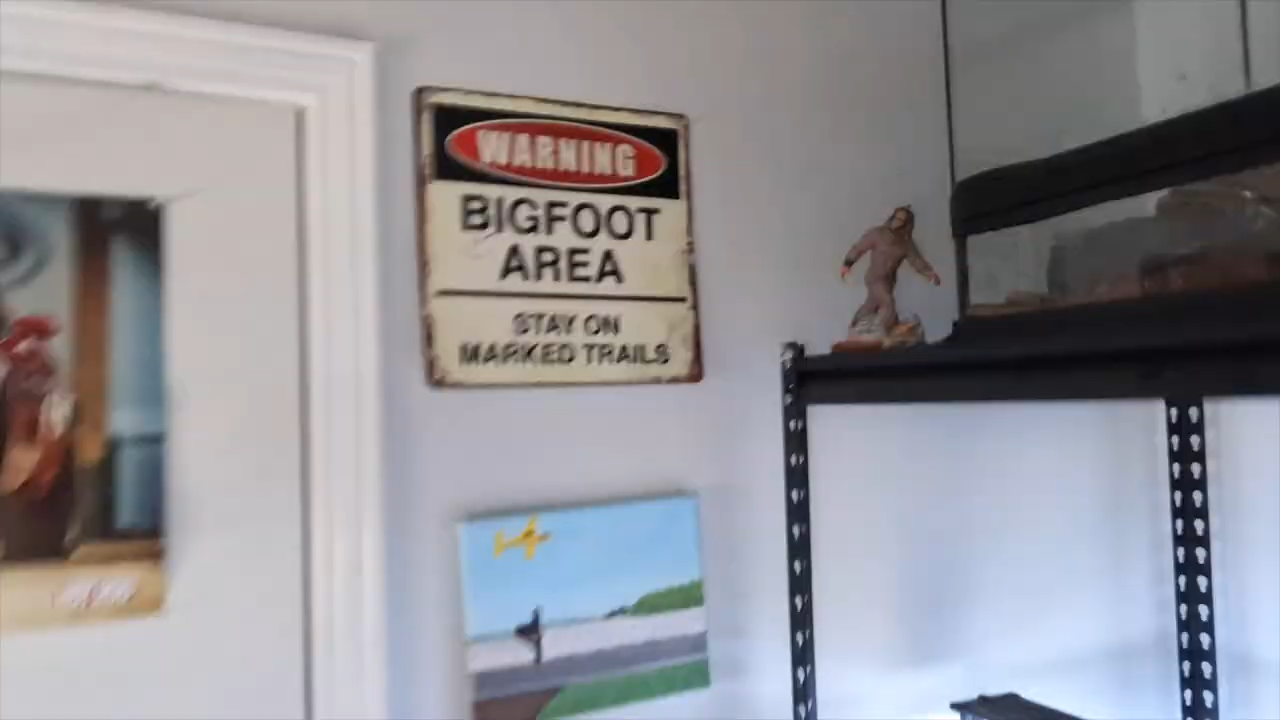 WARNING
BIGFOOT
AREA
STAY ON
MARKED TRAILS